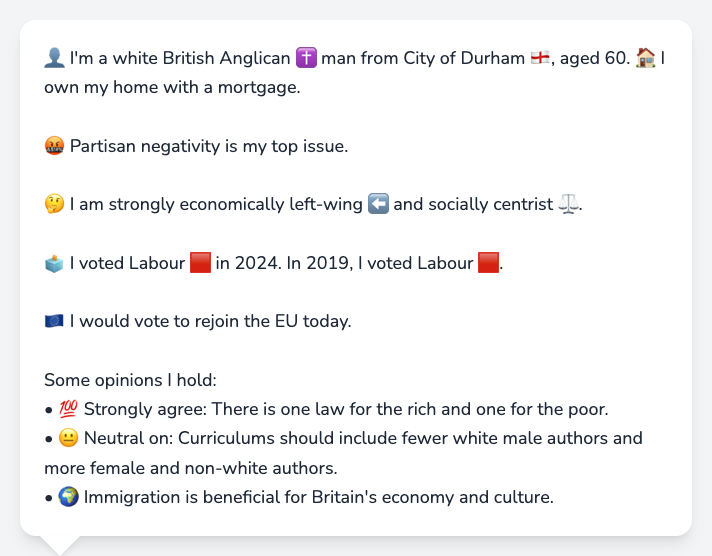 👤 I'm a white British Anglican ✝️ man from City of Durham 🏴󠁧󠁢󠁥󠁮󠁧󠁿, aged 60. 🏠 I
own my home with a mortgage.
🤬 Partisan negativity is my top issue.
🤔 I am strongly economically left-wing ⬅️ and socially centrist ⚖️.
🗳️ I voted Labour 🟥 in 2024. In 2019, I voted Labour 🟥.
🇪🇺 I would vote to rejoin the EU today.
Some opinions I hold:
• 💯 Strongly agree: There is one law for the rich and one for the poor.
• 😐 Neutral on: Curriculums should include fewer white male authors and
more female and non-white authors.
• 🌍 Immigration is beneficial for Britain's economy and culture.